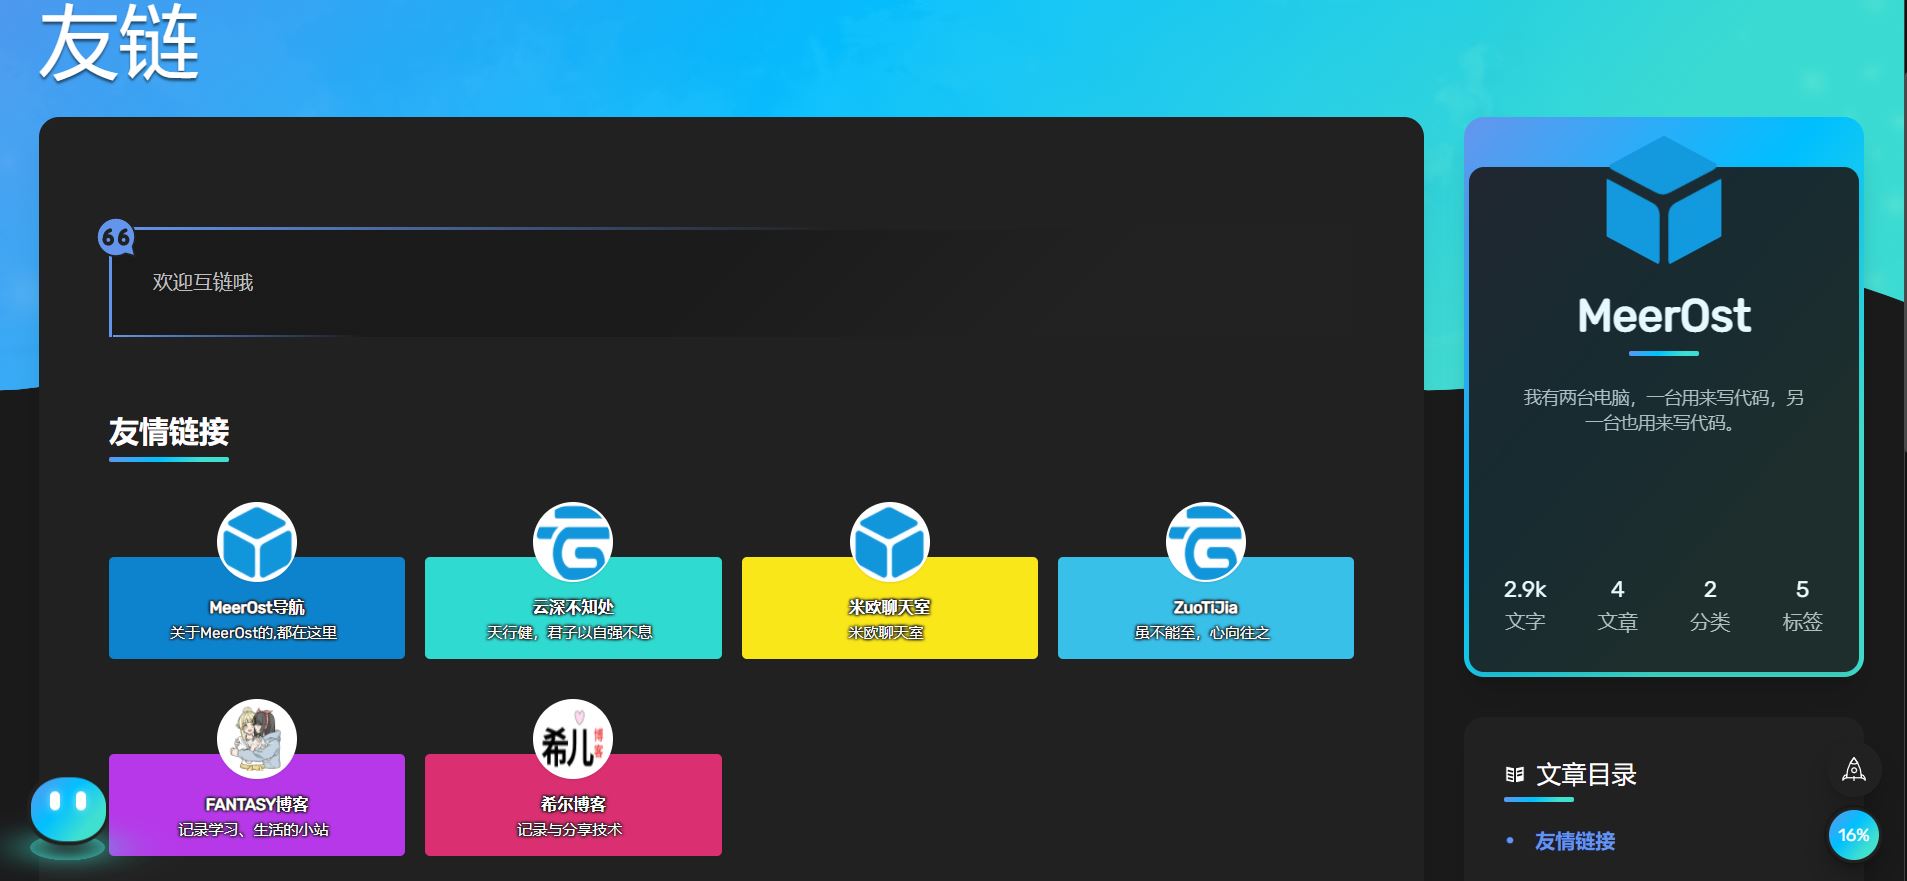 友链
欢迎互链哦
友情链接
MeerOst导航
关于MeerOst的,都在这里
云深不知处
天行健，君子以自强不息
米欧聊天室
米欧聊天室
ZuoTiJia
虽不能至，心向往之
FANTASY博客
记录学习、生活的小站
希儿博客
希尔博客
记录与分享技术
MeerOst
我有两台电脑，一台用来写代码，另
一台也用来写代码。
2.9k 4 2 5
文字 文章 分类 标签
文章目录
友情链接
16%